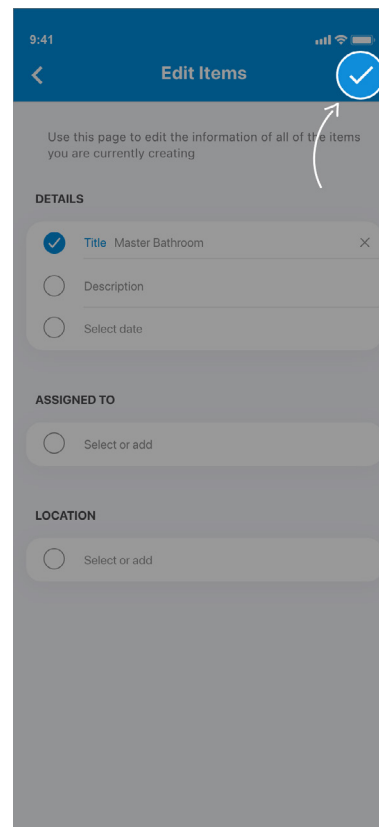 9:41
Edit Items
Use this page to edit the information of all of the items
you are currently creating
DETAILS
Title Master Bathroom
Description
Select date
ASSIGNED TO
Select or add
LOCATION
Select or add